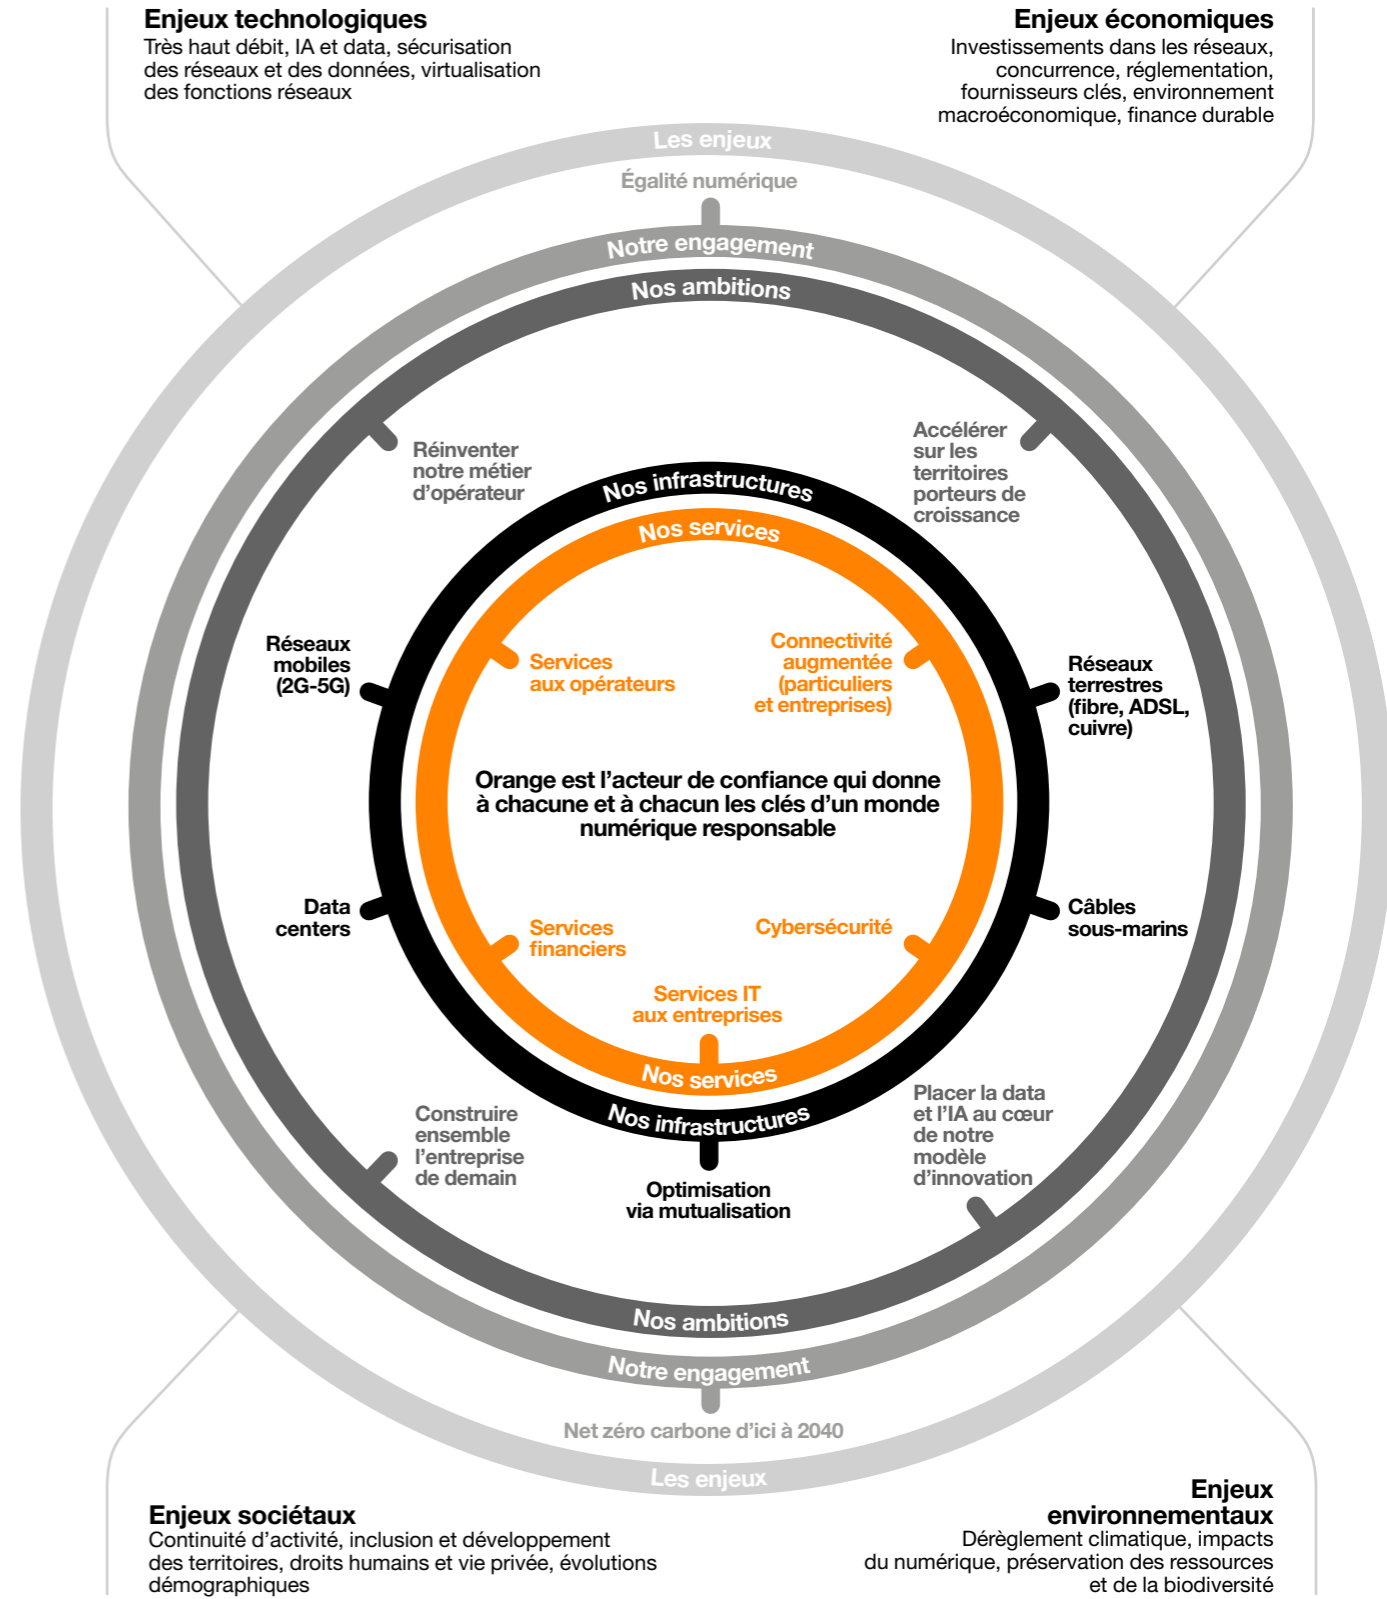 Enjeux technologiques
Très haut débit, IA et data, sécurisation
des réseaux et des données, virtualisation
des fonctions réseaux
Enjeux économiques
Investissements dans les réseaux,
concurrence, réglementation,
fournisseurs clés, environnement
macroéconomique, finance durable
Les enjeux
Égalité numérique
Notre engagement
Nos ambitions
Réinventer
notre métier
d'opérateur
Accélérer
sur les
territoires
porteurs de
croissance
Nos infrastructures
Nos services
Réseaux
mobiles
(2G-5G)
Services
aux opérateurs
Connectivité
augmentée
(particuliers
et entreprises)
Réseaux
terrestres
(fibre, ADSL,
cuivre)
Orange est l'acteur de confiance qui donne
à chacune et à chacun les clés d'un monde
numérique responsable
Data
centers
Services
financiers
Cybersécurité
Câbles
sous-marins
Services IT
aux entreprises
Nos services
Nos infrastructures
Construire
ensemble
l'entreprise
de demain
Optimisation
via mutualisation
Placer la data
et l'IA au cœur
de notre
modèle
d'innovation
Nos ambitions
Notre engagement
Net zéro carbone d'ici à 2040
Les enjeux
Enjeux sociétaux
Continuité d'activité, inclusion et développement
des territoires, droits humains et vie privée, évolutions
démographiques
Enjeux
environnementaux
Dérèglement climatique, impacts
du numérique, préservation des ressources
et de la biodiversité